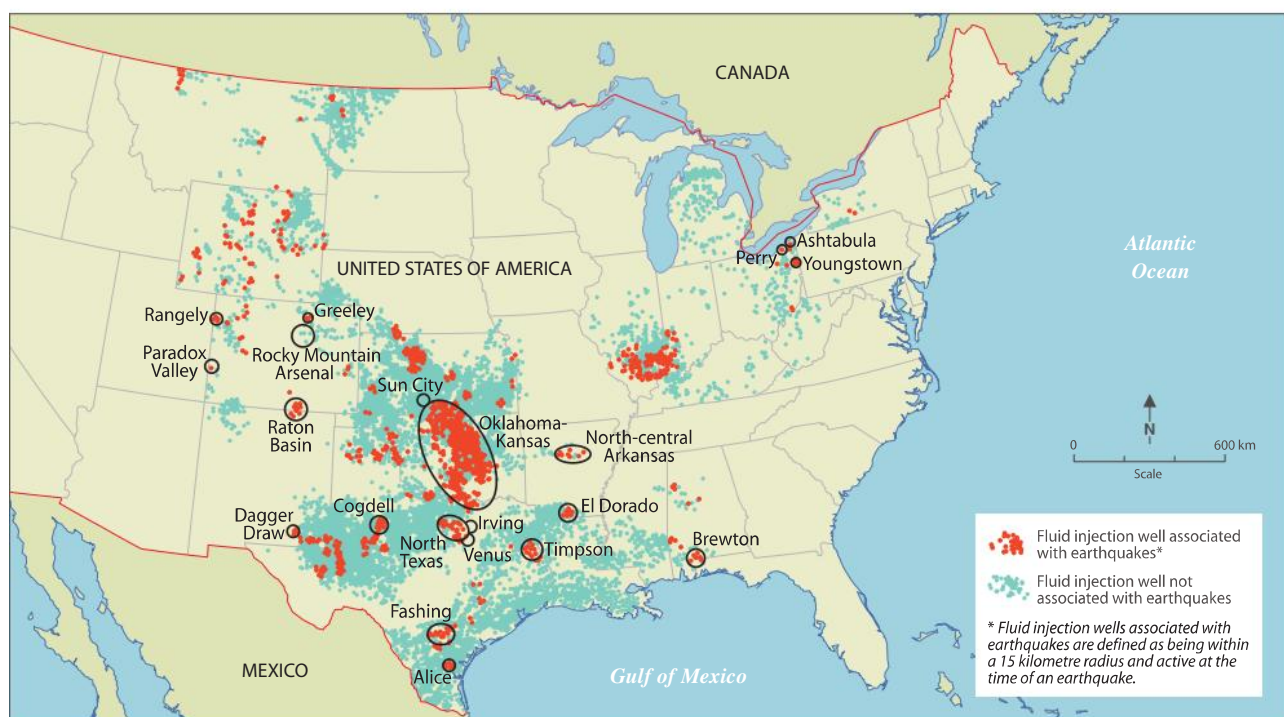 CANADA
Ashtabula
Perry
Youngstown
Atlantic
Ocean
UNITED STATES OF AMERICA
Rangely
Greeley
Paradox
Valley
Rocky Mountain
Arsenal
Sun City
Raton
Basin
Oklahoma-
Kansas
North-central
Arkansas
N
0
600 km
Scale
Dagger
Draw
Cogdell
El Dorado
Irving
North
Texas
Venus
Timpson
Brewton
Fashing
Alice
MEXICO
Gulf of Mexico
Fluid injection well associated
with earthquakes*
Fluid injection well not
associated with earthquakes
* Fluid injection wells associated with
earthquakes are defined as being within
a 15 kilometre radius and active at the
time of an earthquake.